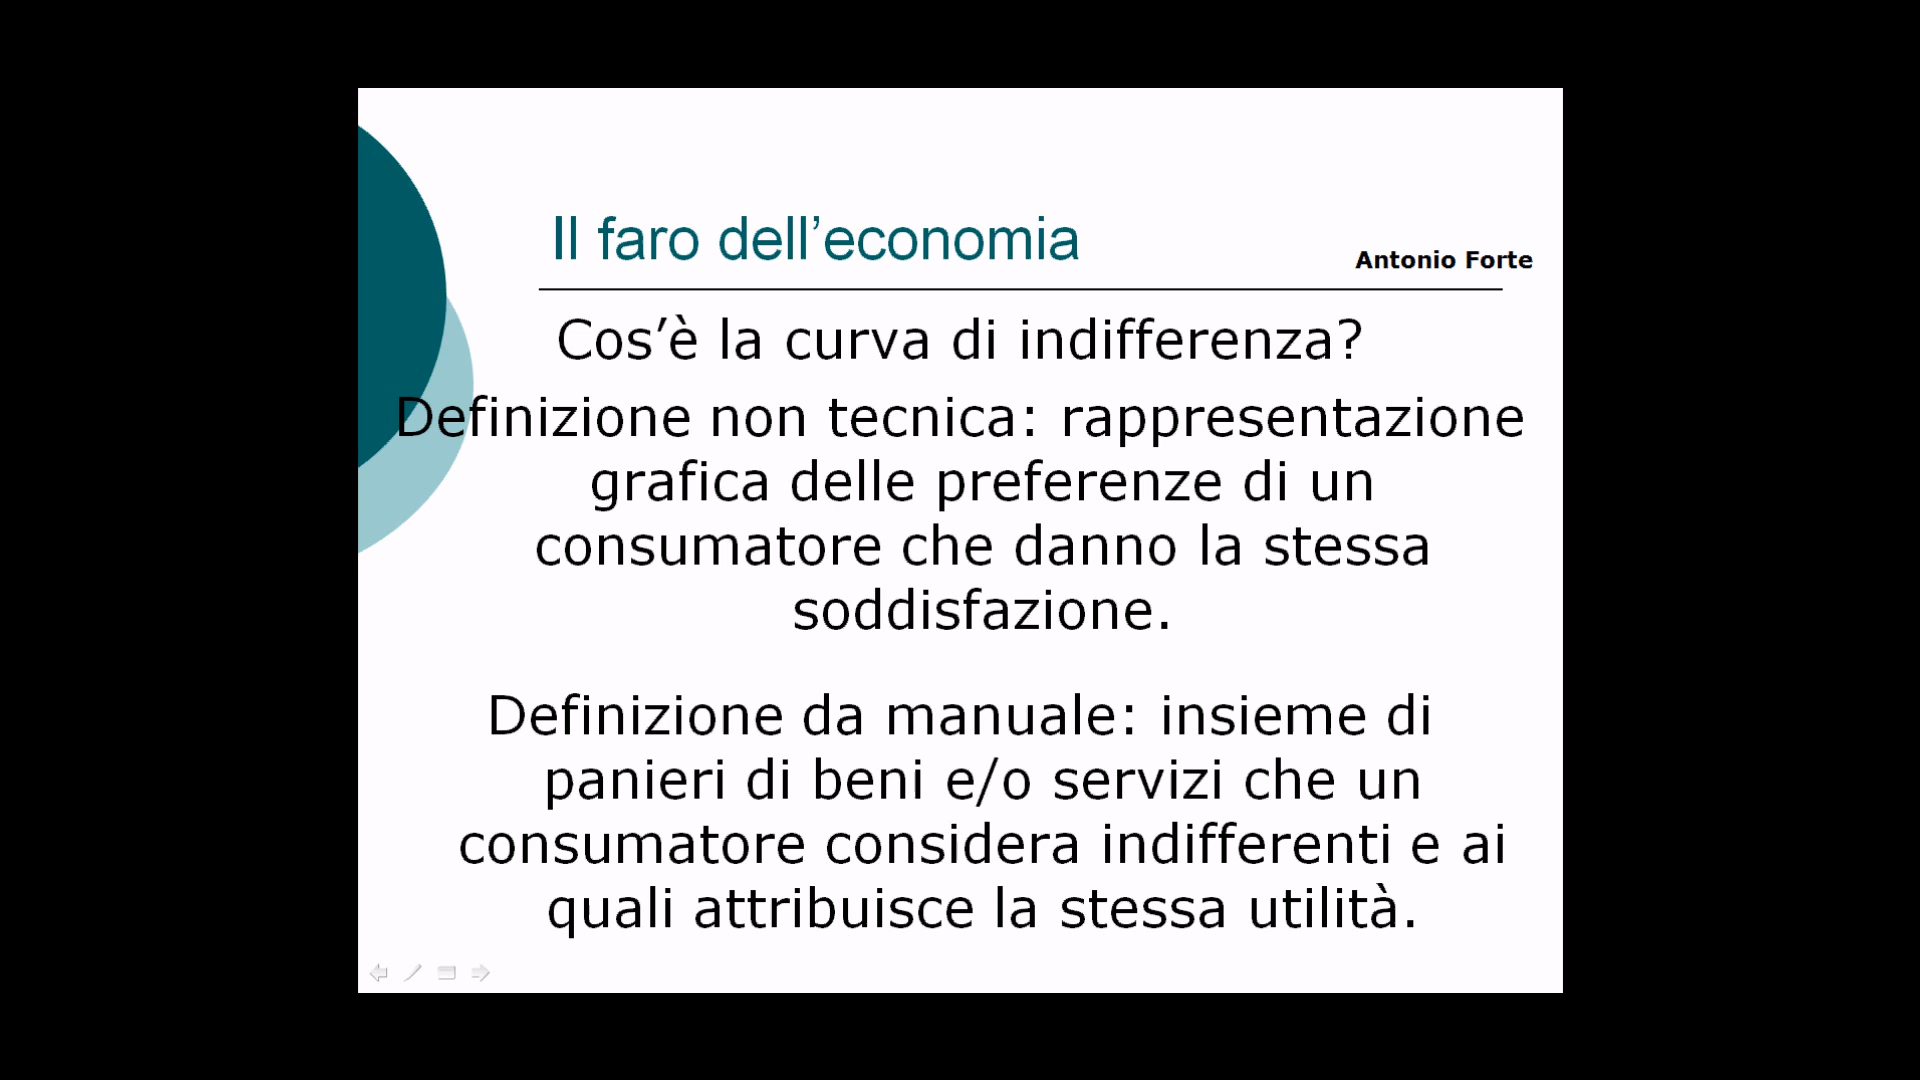 Il faro dell’economia
Antonio Forte
Cos’è la curva di indifferenza?
Definizione non tecnica: rappresentazione
grafica delle preferenze di un
consumatore che danno la stessa
soddisfazione.
Definizione da manuale: insieme di
panieri di beni e/o servizi che un
consumatore considera indifferenti e ai
quali attribuisce la stessa utilità.